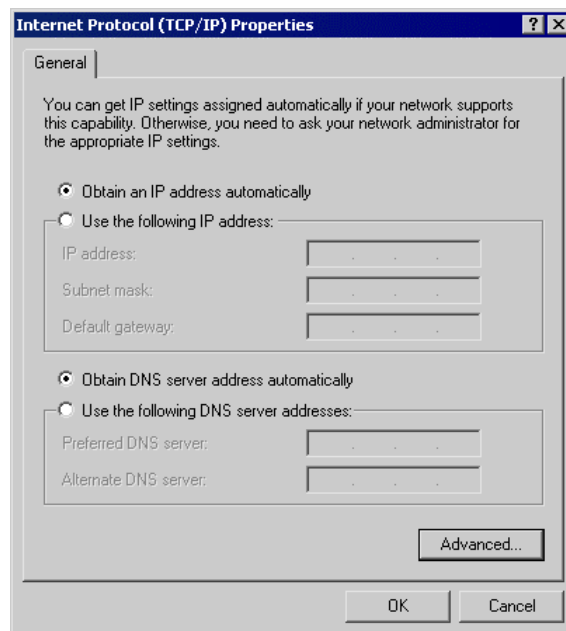 Internet Protocol (TCP/IP) Properties
General
You can get IP settings assigned automatically if your network supports
this capability. Otherwise, you need to ask your network administrator for
the appropriate IP settings.
Obtain an IP address automatically
Use the following IP address:
IP address:
Subnet mask:
Default gateway:
Obtain DNS server address automatically
Use the following DNS server addresses:
Preferred DNS server:
Alternate DNS server:
Advanced...
OK Cancel